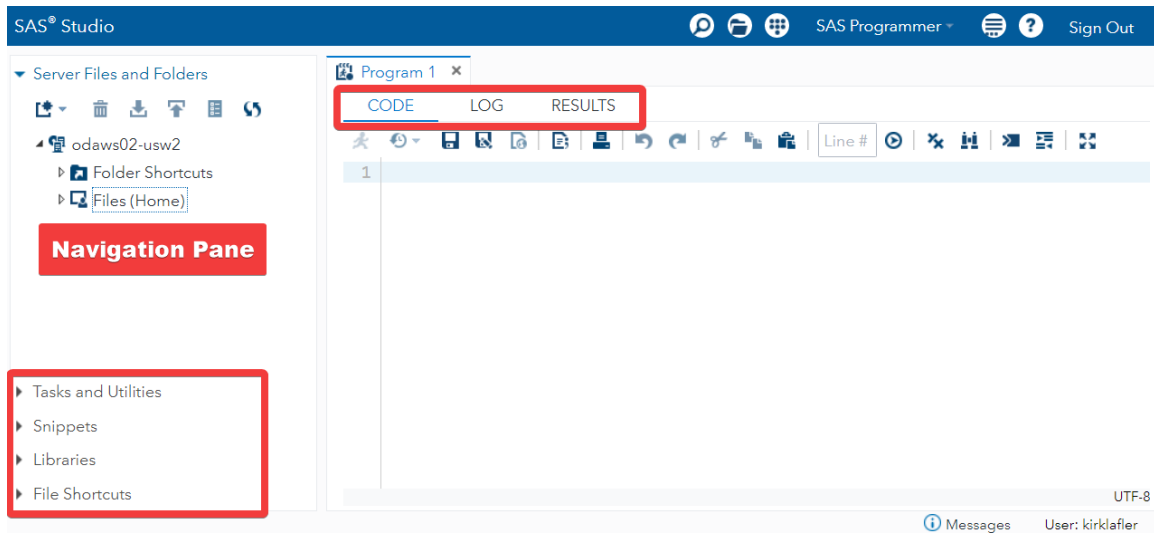 SAS® Studio
SAS Programmer
Sign Out
Server Files and Folders
odaws02-usw2
Folder Shortcuts
Files (Home)
Navigation Pane
Tasks and Utilities
Snippets
Libraries
File Shortcuts
Program 1
CODE LOG RESULTS
Line #
1
UTF-8
Messages User: kirklafler